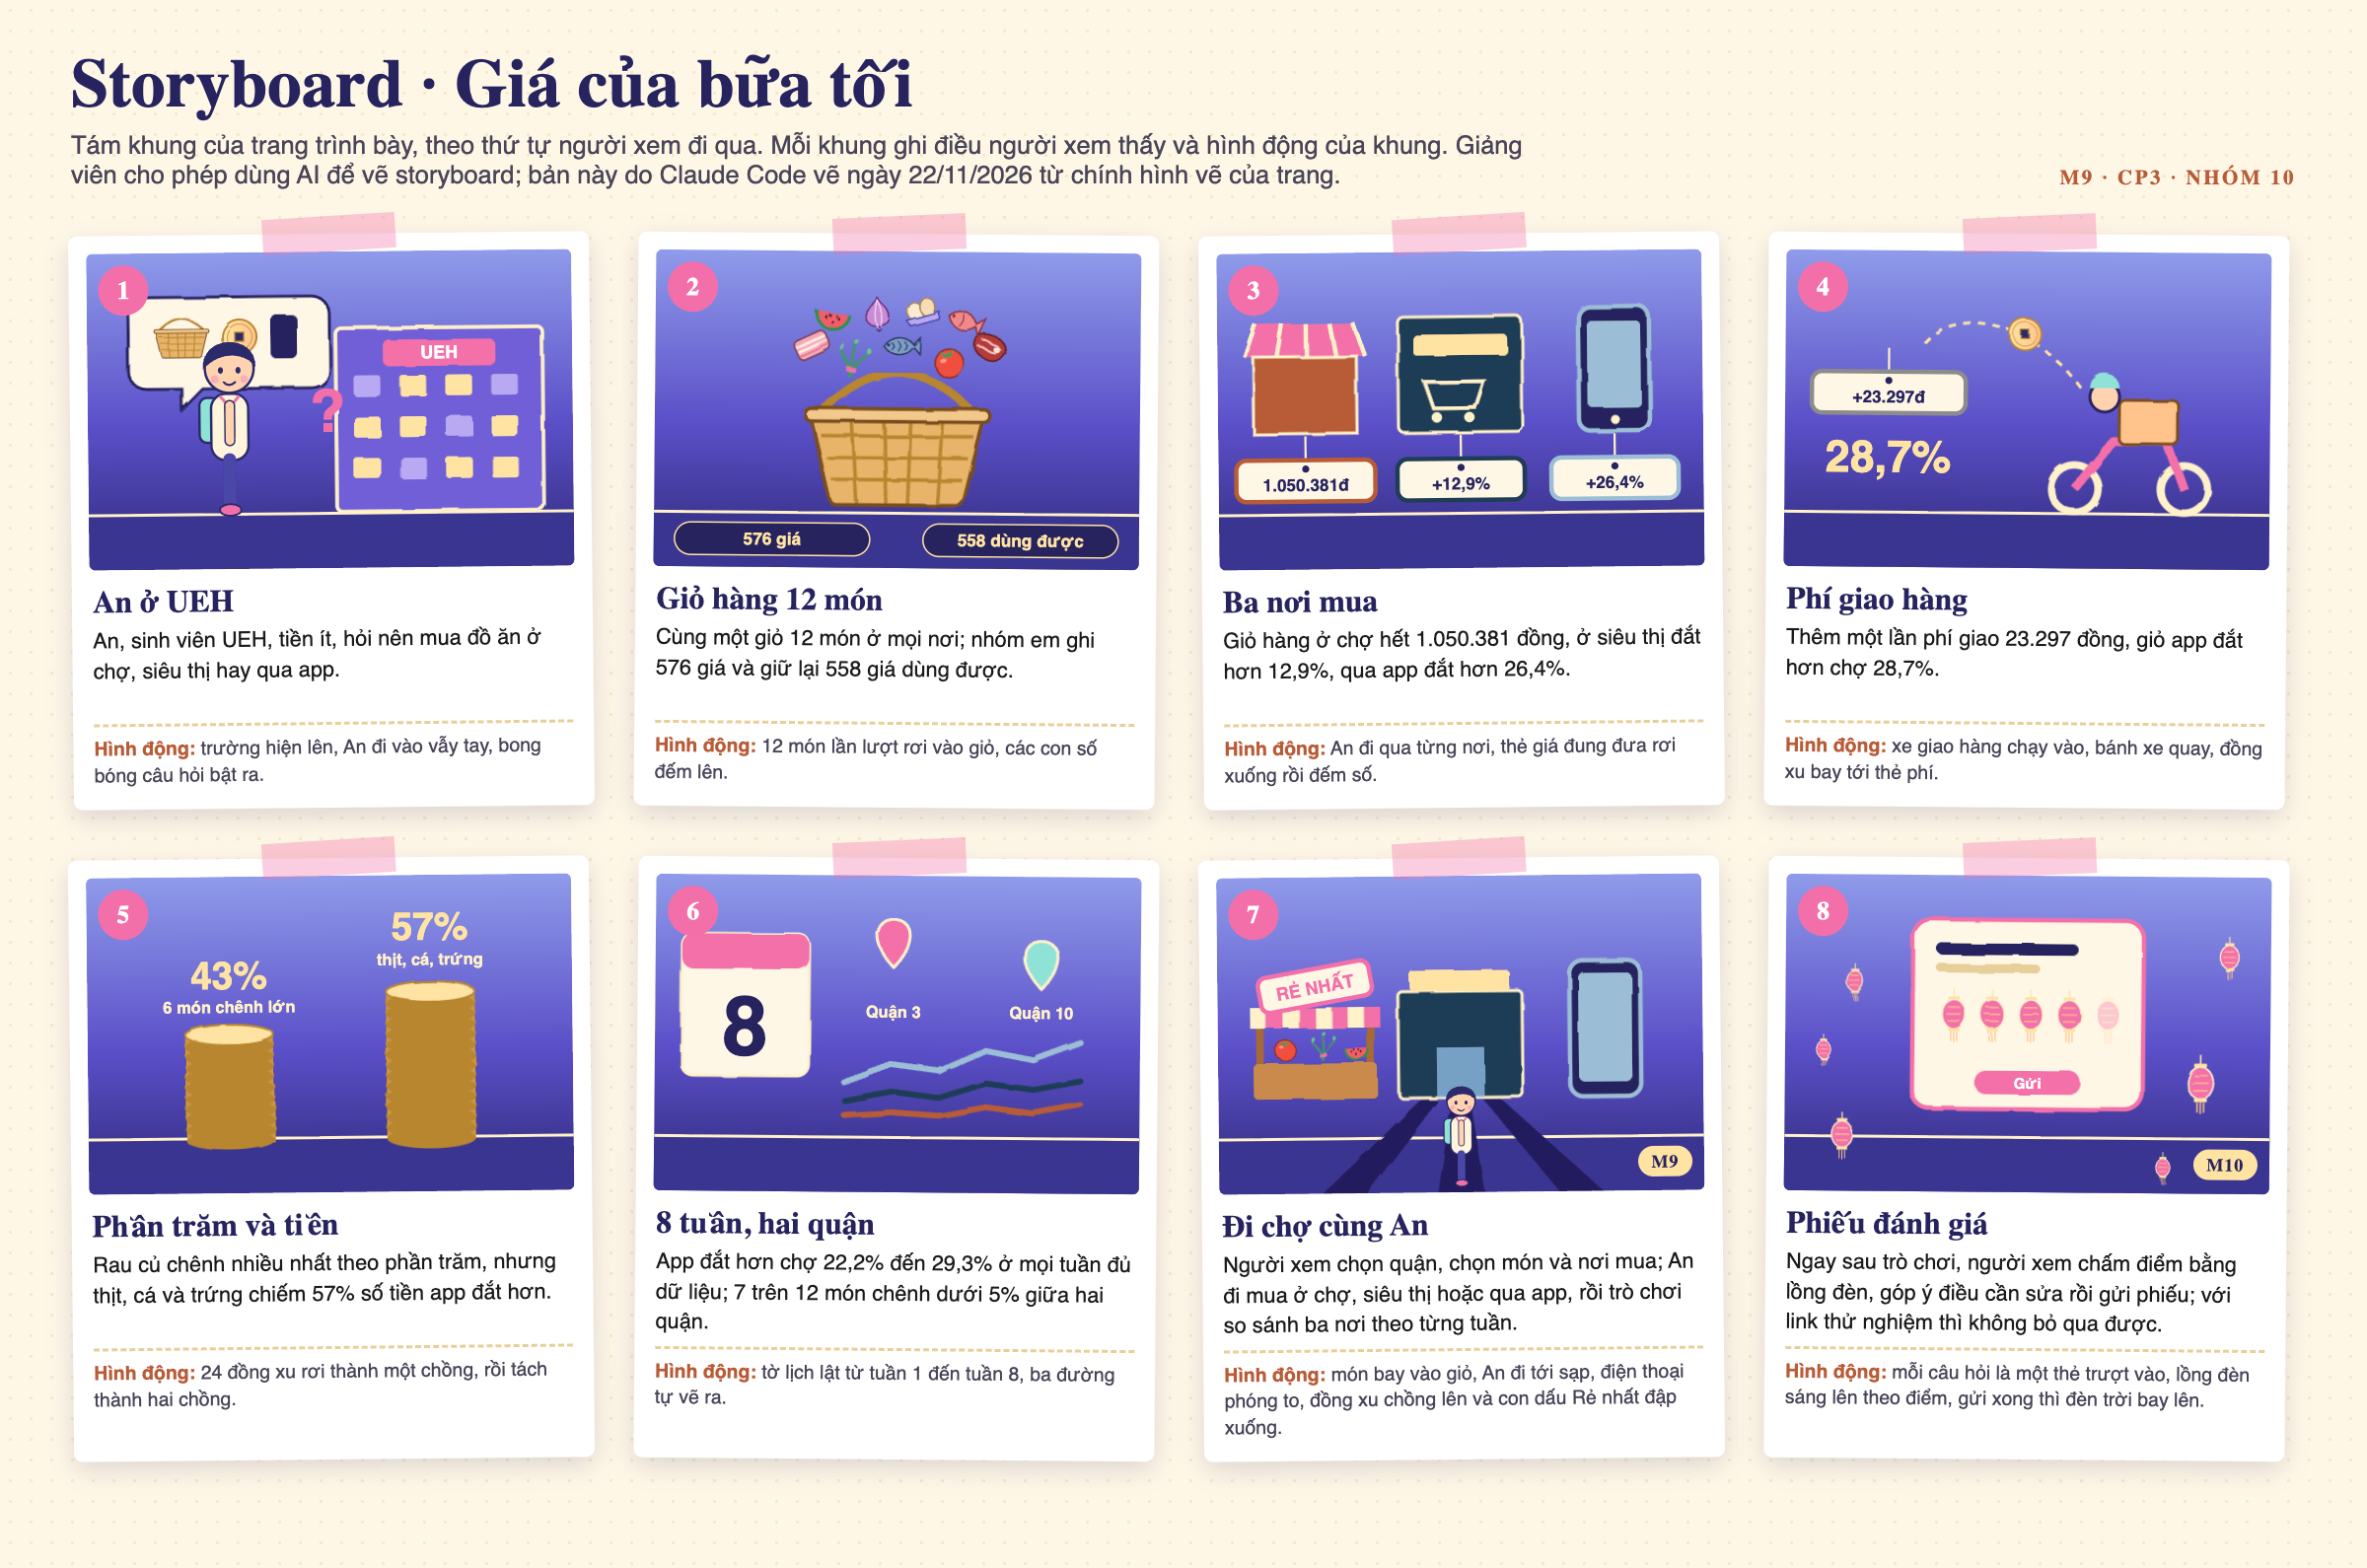 Storyboard · Giá của bữa tối
Tám khung của trang trình bày, theo thứ tự người xem đi qua. Mỗi khung ghi điều người xem thấy và hình động của khung. Giảng
viên cho phép dùng AI để vẽ storyboard; bản này do Claude Code vẽ ngày 22/11/2026 từ chính hình vẽ của trang.
M9 · CP3 · NHÓM 10
1
UEH
?
An ở UEH
An, sinh viên UEH, tiền ít, hỏi nên mua đồ ăn ở
chợ, siêu thị hay qua app.
Hình động: trường hiện lên, An đi vào vẫy tay, bong
bóng câu hỏi bật ra.
2
576 giá
558 dùng được
Giỏ hàng 12 món
Cùng một giỏ 12 món ở mọi nơi; nhóm em ghi
576 giá và giữ lại 558 giá dùng được.
Hình động: 12 món lần lượt rơi vào giỏ, các con số
đếm lên.
3
1.050.381đ
+12,9%
+26,4%
Ba nơi mua
Giỏ hàng ở chợ hết 1.050.381 đồng, ở siêu thị đắt
hơn 12,9%, qua app đắt hơn 26,4%.
Hình động: An đi qua từng nơi, thẻ giá đung đưa rơi
xuống rồi đếm số.
4
+23.297đ
28,7%
Phí giao hàng
Thêm một lần phí giao 23.297 đồng, giỏ app đắt
hơn chợ 28,7%.
Hình động: xe giao hàng chạy vào, bánh xe quay, đồng
xu bay tới thẻ phí.
5
57%
thịt, cá, trứng
43%
6 món chênh lớn
Phần trăm và tiền
Rau củ chênh nhiều nhất theo phần trăm, nhưng
thịt, cá và trứng chiếm 57% số tiền app đắt hơn.
Hình động: 24 đồng xu rơi thành một chồng, rồi tách
thành hai chồng.
6
8
Quận 3
Quận 10
8 tuần, hai quận
App đắt hơn chợ 22,2% đến 29,3% ở mọi tuần đủ
dữ liệu; 7 trên 12 món chênh dưới 5% giữa hai
quận.
Hình động: tờ lịch lật từ tuần 1 đến tuần 8, ba đường
tự vẽ ra.
7
RẺ NHẤT
M9
Đi chợ cùng An
Người xem chọn quận, chọn món và nơi mua; An
đi mua ở chợ, siêu thị hoặc qua app, rồi trò chơi
so sánh ba nơi theo từng tuần.
Hình động: món bay vào giỏ, An đi tới sạp, điện thoại
phóng to, đồng xu chồng lên và con dấu Rẻ nhất đập
xuống.
8
Gửi
M10
Phiếu đánh giá
Ngay sau trò chơi, người xem chấm điểm bằng
lồng đèn, góp ý điều cần sửa rồi gửi phiếu; với
link thử nghiệm thì không bỏ qua được.
Hình động: mỗi câu hỏi là một thẻ trượt vào, lồng đèn
sáng lên theo điểm, gửi xong thì đèn trời bay lên.